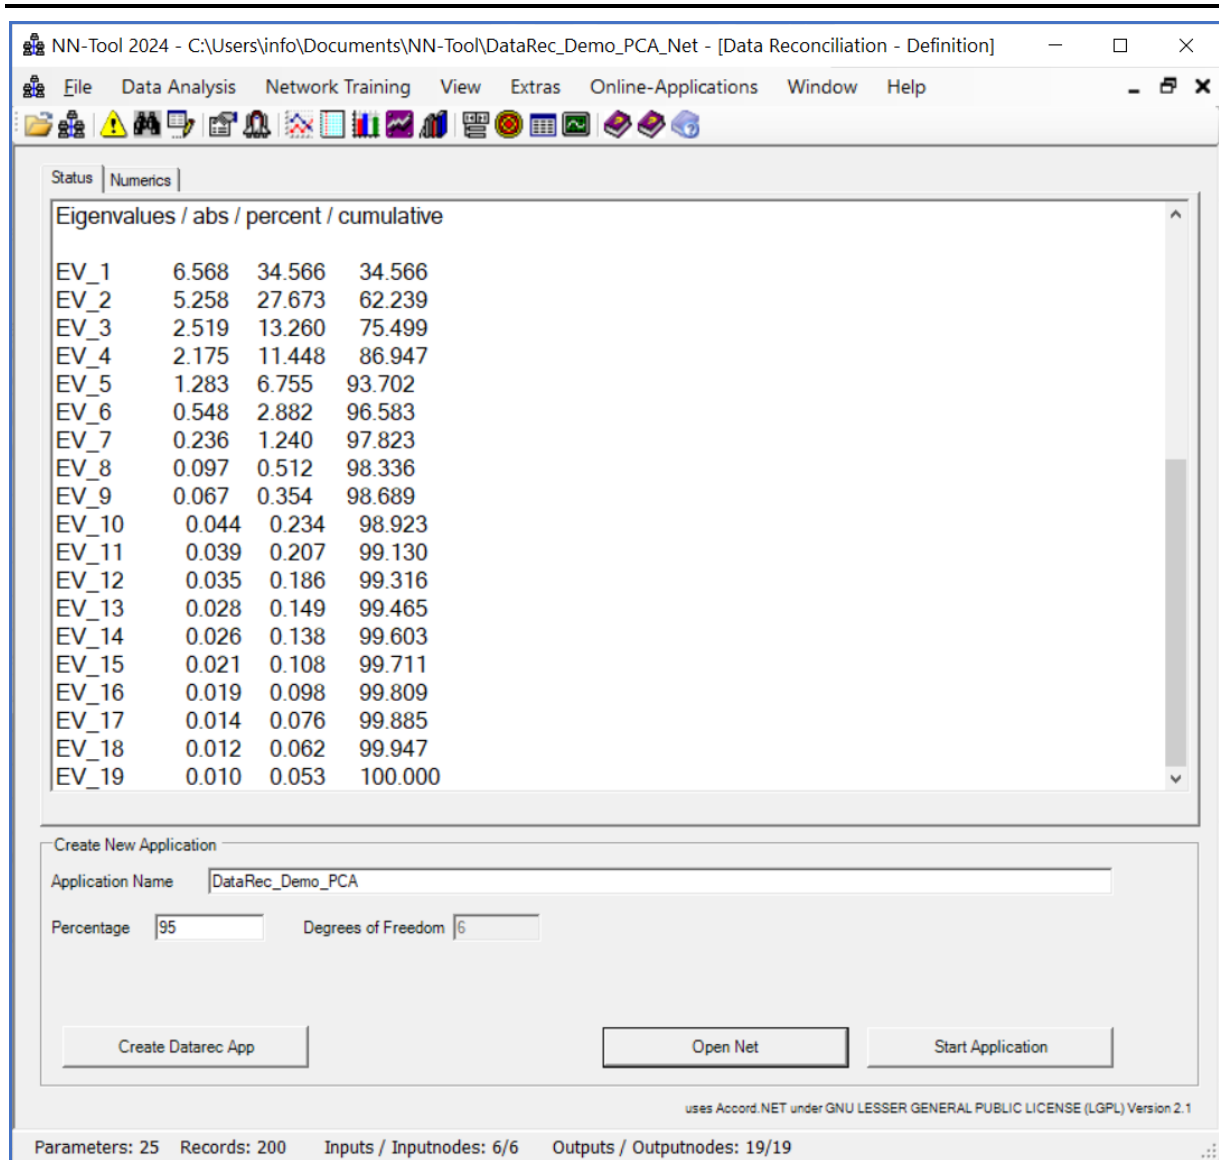 NN-Tool 2024 - C:\Users\info\Documents\NN-Tool\DataRec_Demo_PCA_Net - [Data Reconciliation - Definition]
File Data Analysis Network Training View Extras Online-Applications Window Help
Status Numerics
Eigenvalues / abs / percent / cumulative
EV_1 6.568 34.566 34.566
EV_2 5.258 27.673 62.239
EV_3 2.519 13.260 75.499
EV_4 2.175 11.448 86.947
EV_5 1.283 6.755 93.702
EV_6 0.548 2.882 96.583
EV_7 0.236 1.240 97.823
EV_8 0.097 0.512 98.336
EV_9 0.067 0.354 98.689
EV_10 0.044 0.234 98.923
EV_11 0.039 0.207 99.130
EV_12 0.035 0.186 99.316
EV_13 0.028 0.149 99.465
EV_14 0.026 0.138 99.603
EV_15 0.021 0.108 99.711
EV_16 0.019 0.098 99.809
EV_17 0.014 0.076 99.885
EV_18 0.012 0.062 99.947
EV_19 0.010 0.053 100.000
Create New Application
Application Name DataRec_Demo_PCA
Percentage 95 Degrees of Freedom 6
Create Datarec App Open Net Start Application
uses Accord.NET under GNU LESSER GENERAL PUBLIC LICENSE (LGPL) Version 2.1
Parameters: 25 Records: 200 Inputs / Inputnodes: 6/6 Outputs / Outputnodes: 19/19